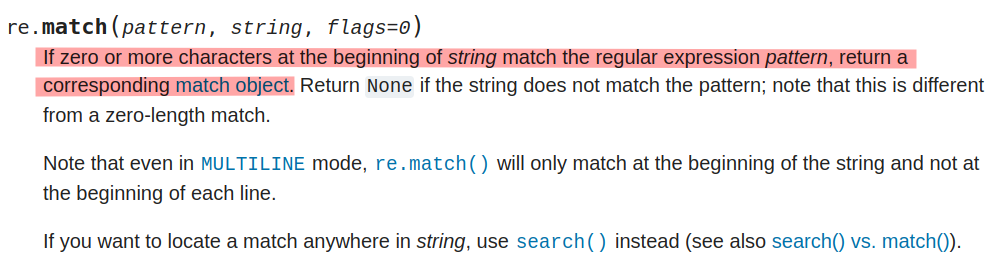 re.match(pattern, string, flags=0)
If zero or more characters at the beginning of string match the regular expression pattern, return a
corresponding match object. Return None if the string does not match the pattern; note that this is different
from a zero-length match.
Note that even in MULTILINE mode, re.match() will only match at the beginning of the string and not at
the beginning of each line.
If you want to locate a match anywhere in string, use search() instead (see also search() vs. match()).